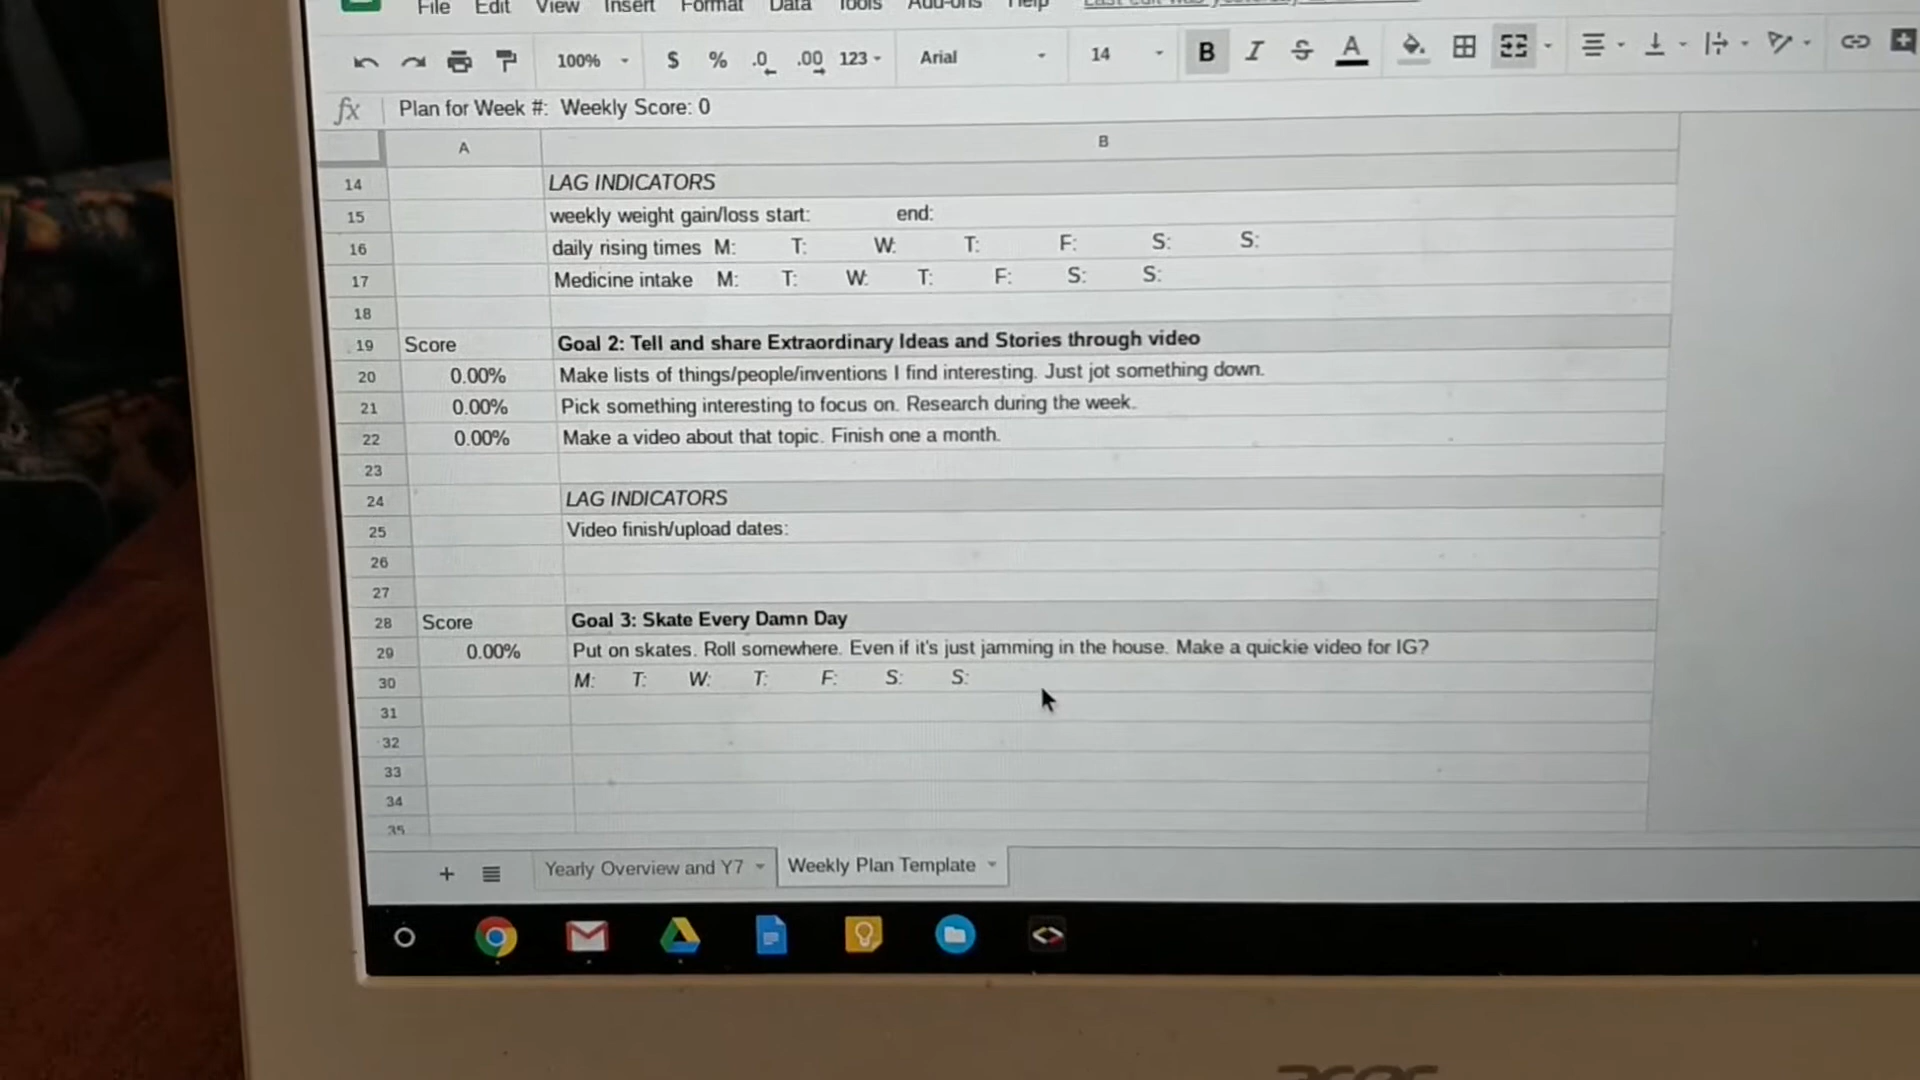 File Edit View Insert Format Data Tools Add-ons Help
100% $ % .0 .00 123 Arial 14 B I S A
fx Plan for Week #: Weekly Score: 0
A B
14 LAG INDICATORS
15 weekly weight gain/loss start: end:
16 daily rising times M: T: W: T: F: S: S:
17 Medicine intake M: T: W: T: F: S: S:
18
19 Score Goal 2: Tell and share Extraordinary Ideas and Stories through video
20 0.00% Make lists of things/people/inventions I find interesting. Just jot something down.
21 0.00% Pick something interesting to focus on. Research during the week.
22 0.00% Make a video about that topic. Finish one a month.
23
24 LAG INDICATORS
25 Video finish/upload dates:
26
27
28 Score Goal 3: Skate Every Damn Day
29 0.00% Put on skates. Roll somewhere. Even if it's just jamming in the house. Make a quickie video for IG?
30 M: T: W: T: F: S: S:
31
32
33
34
35
Yearly Overview and Y7 Weekly Plan Template
acer